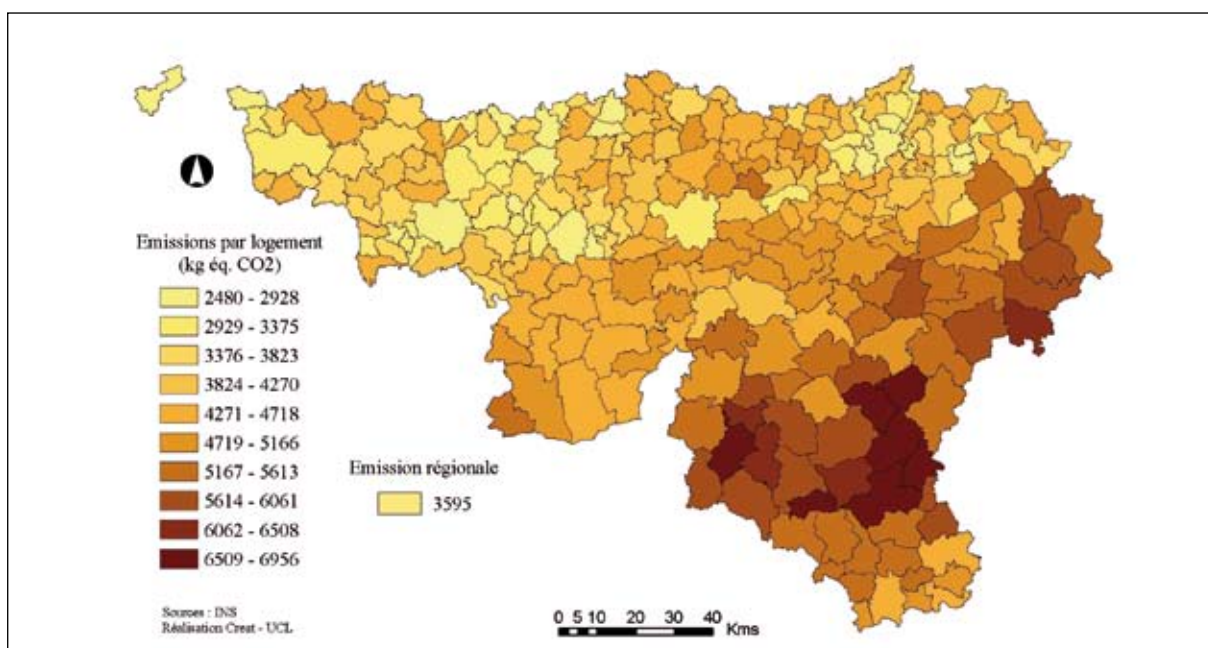 Emissions par logement
(kg éq. CO2)
2480 - 2928
2929 - 3375
3376 - 3823
3824 - 4270
4271 - 4718
4719 - 5166
5167 - 5613
5614 - 6061
6062 - 6508
6509 - 6956
Emission régionale
3595
Sources : INS
Réalisation Creat - UCL
0 5 10 20 30 40
Kms